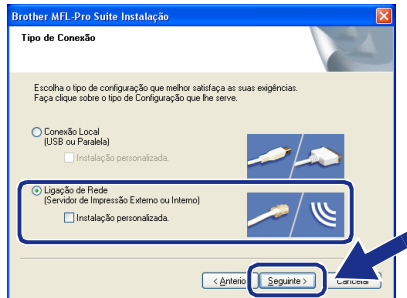 Brother MFL-Pro Suite Instalação
Tipo de Conexão
Escolha o tipo de configuração que melhor satisfaça as suas exigências.
Faça clique sobre o tipo de Configuração que lhe serve.
Conexão Local
(USB ou Paralela)
Instalação personalizada.
Ligação de Rede
(Servidor de Impressão Externo ou Interno)
Instalação personalizada.
< Anterio Seguinte > Cancelar